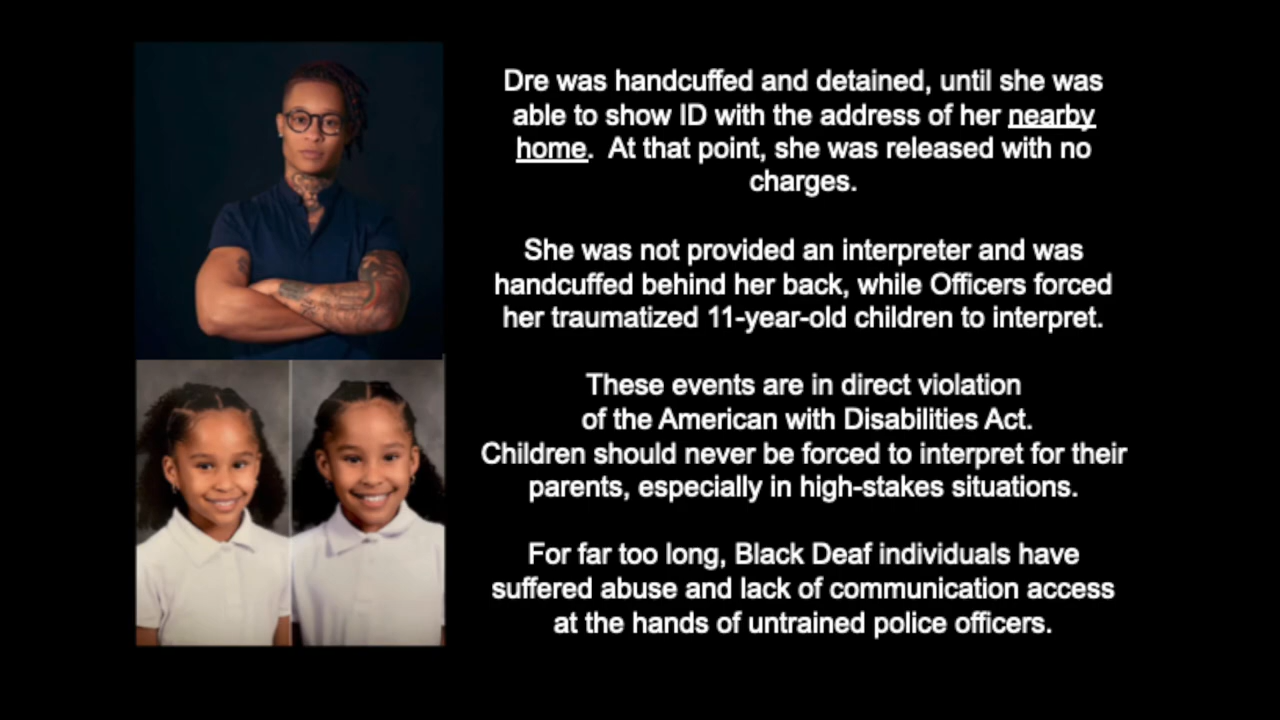 Dre was handcuffed and detained, until she was
able to show ID with the address of her nearby
home. At that point, she was released with no
charges.
She was not provided an interpreter and was
handcuffed behind her back, while Officers forced
her traumatized 11-year-old children to interpret.
These events are in direct violation
of the American with Disabilities Act.
Children should never be forced to interpret for their
parents, especially in high-stakes situations.
For far too long, Black Deaf individuals have
suffered abuse and lack of communication access
at the hands of untrained police officers.